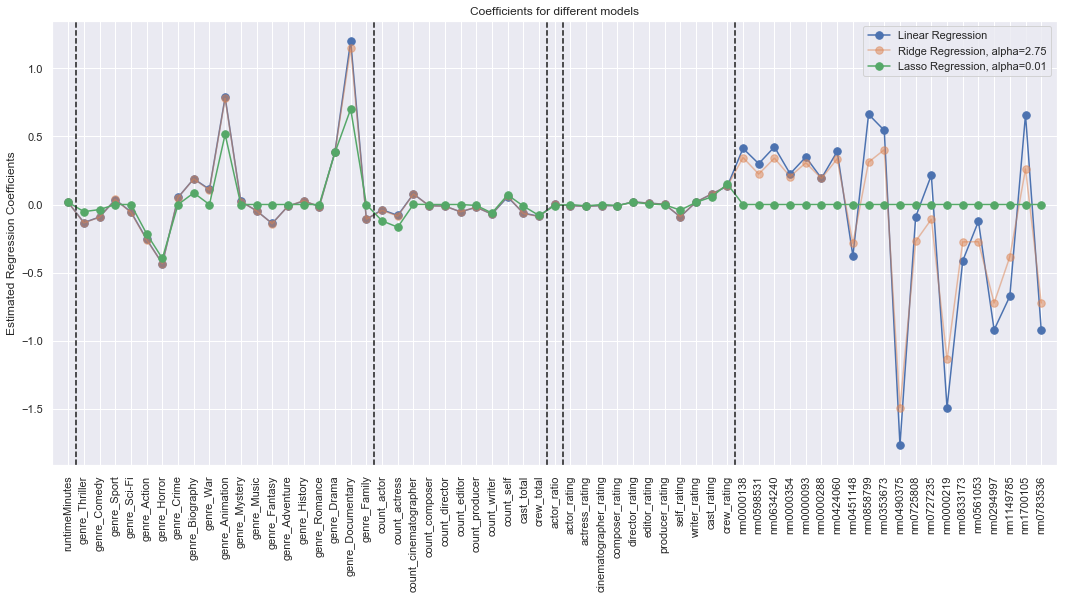 Coefficients for different models
Linear Regression
Ridge Regression, alpha=2.75
Lasso Regression, alpha=0.01
Estimated Regression Coefficients
1.0
0.5
0.0
−0.5
−1.0
−1.5
runtimeMinutes
genre_Thriller
genre_Comedy
genre_Sport
genre_Sci-Fi
genre_Action
genre_Horror
genre_Crime
genre_Biography
genre_War
genre_Animation
genre_Mystery
genre_Music
genre_Fantasy
genre_Adventure
genre_History
genre_Romance
genre_Drama
genre_Documentary
genre_Family
count_actor
count_actress
count_cinematographer
count_composer
count_director
count_editor
count_producer
count_writer
count_self
cast_total
crew_total
actor_ratio
actor_rating
actress_rating
cinematographer_rating
composer_rating
director_rating
editor_rating
producer_rating
self_rating
writer_rating
cast_rating
crew_rating
nm0000138
nm0598531
nm0634240
nm0000354
nm0000093
nm0000288
nm0424060
nm0451148
nm0858799
nm0353673
nm0490375
nm0725808
nm0727235
nm0000219
nm0833173
nm0561053
nm0294997
nm1149785
nm1700105
nm0783536